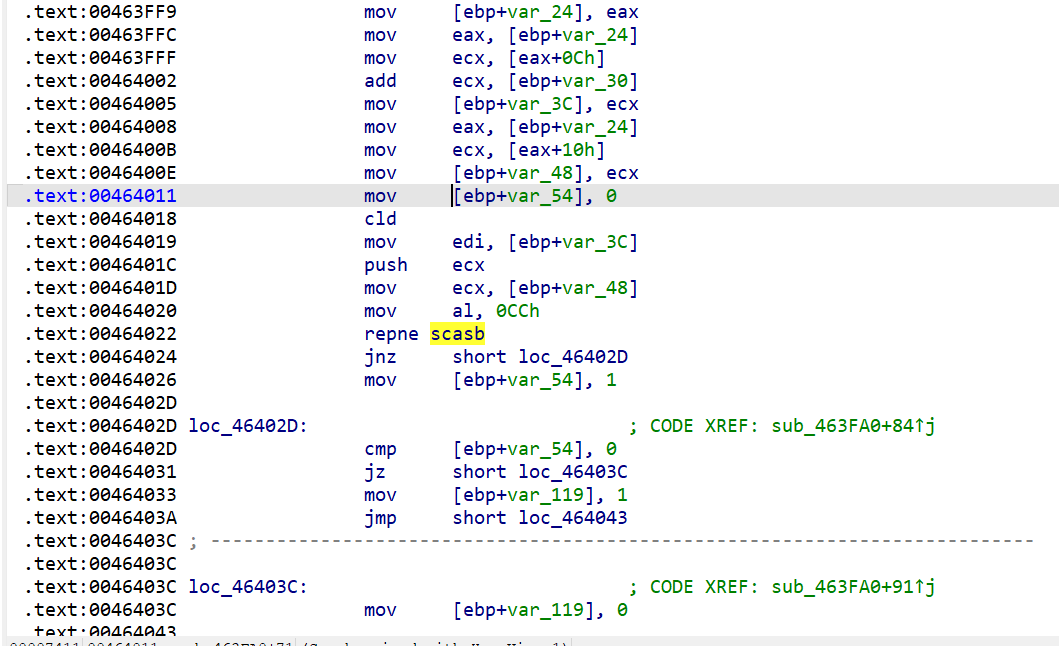 .text:00463FF9 mov [ebp+var_24], eax
.text:00463FFC mov eax, [ebp+var_24]
.text:00463FFF mov ecx, [eax+0Ch]
.text:00464002 add ecx, [ebp+var_30]
.text:00464005 mov [ebp+var_3C], ecx
.text:00464008 mov eax, [ebp+var_24]
.text:0046400B mov ecx, [eax+10h]
.text:0046400E mov [ebp+var_48], ecx
.text:00464011 mov [ebp+var_54], 0
.text:00464018 cld
.text:00464019 mov edi, [ebp+var_3C]
.text:0046401C push ecx
.text:0046401D mov ecx, [ebp+var_48]
.text:00464020 mov al, 0CCh
.text:00464022 repne scasb
.text:00464024 jnz short loc_46402D
.text:00464026 mov [ebp+var_54], 1
.text:0046402D
.text:0046402D loc_46402D: ; CODE XREF: sub_463FA0+84↑j
.text:0046402D cmp [ebp+var_54], 0
.text:00464031 jz short loc_46403C
.text:00464033 mov [ebp+var_119], 1
.text:0046403A jmp short loc_464043
.text:0046403C ; ---------------------------------------------------------------------------
.text:0046403C
.text:0046403C loc_46403C: ; CODE XREF: sub_463FA0+91↑j
.text:0046403C mov [ebp+var_119], 0
.text:00464043